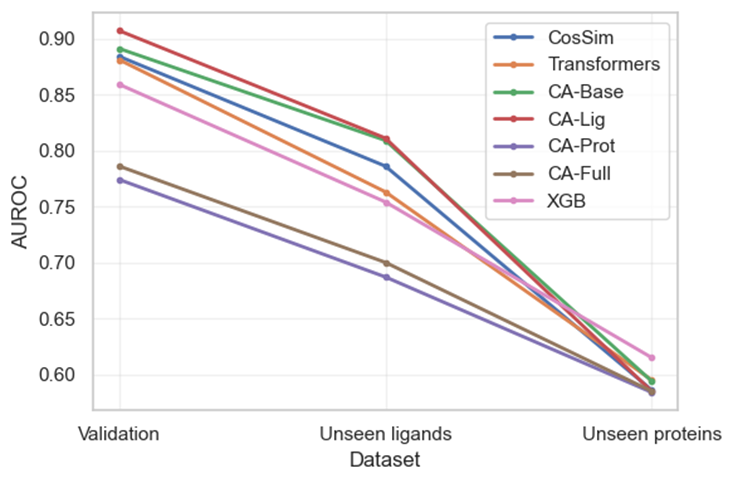 0.90
0.85
0.80
0.75
0.70
0.65
0.60
AUROC
CosSim
Transformers
CA-Base
CA-Lig
CA-Prot
CA-Full
XGB
Validation
Unseen ligands
Unseen proteins
Dataset